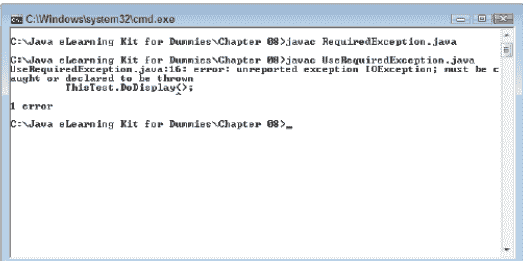 C:\Windows\system32\cmd.exe
C:\Java eLearning Kit for Dummies\Chapter 08>javac RequiredException.java
C:\Java eLearning Kit for Dummies\Chapter 08>javac UseRequiredException.java
UseRequiredException.java:16: error: unreported exception IOException; must be c
aught or declared to be thrown
ThisTest.DoDisplay();
^
1 error
C:\Java eLearning Kit for Dummies\Chapter 08>_